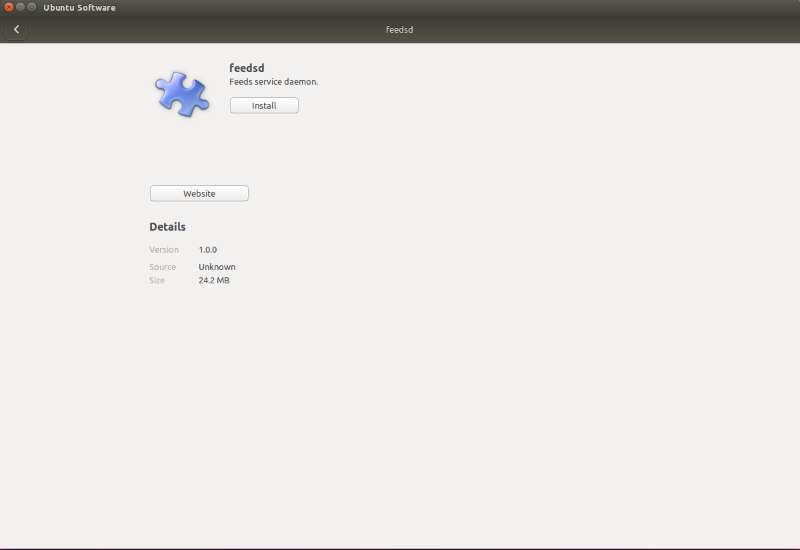 Ubuntu Software
feedsd
feedsd
Feeds service daemon.
Install
Website
Details
Version 1.0.0
Source Unknown
Size 24.2 MB